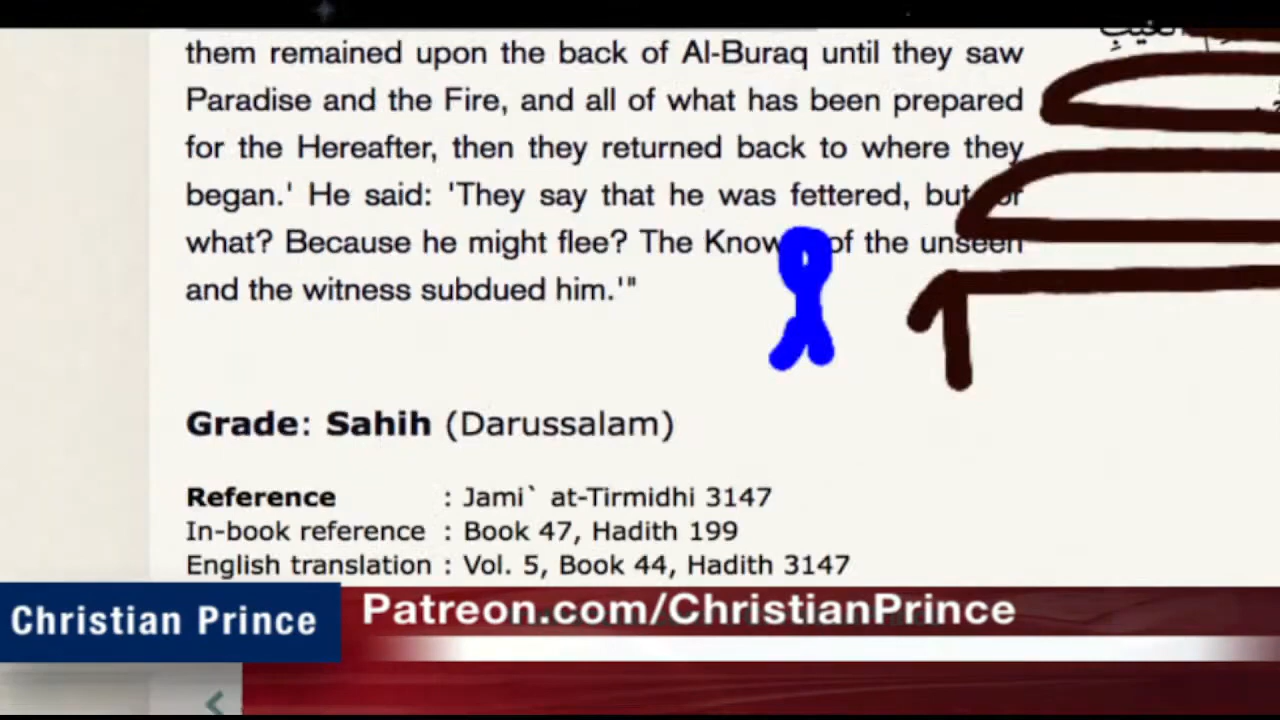 them remained upon the back of Al-Buraq until they saw
Paradise and the Fire, and all of what has been prepared
for the Hereafter, then they returned back to where they
began.' He said: 'They say that he was fettered, but
what? Because he might flee? The Know of the unseen
and the witness subdued him.'"
Grade: Sahih (Darussalam)
Reference : Jami` at-Tirmidhi 3147
In-book reference : Book 47, Hadith 199
English translation : Vol. 5, Book 44, Hadith 3147
Christian Prince
Patreon.com/ChristianPrince